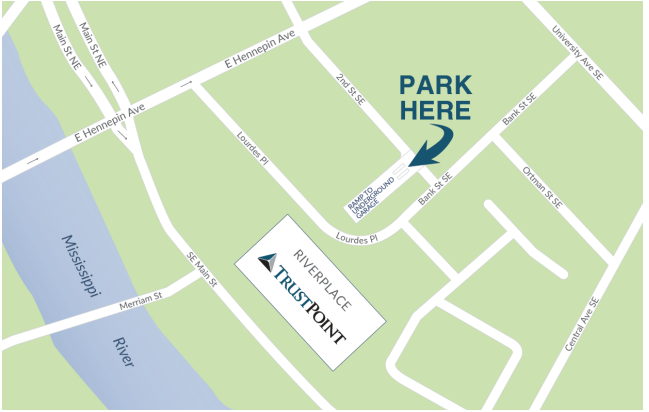 Main St NE
Main St NE
E Hennepin Ave
University Ave SE
2nd St SE
PARK
HERE
E Hennepin Ave
Bank St SE
Lourdes Pl
RAMP TO
UNDERGROUND
GARAGE
Bank St SE
Ortman St SE
Lourdes Pl
Mississippi
River
SE Main St
RIVERPLACE
TRUSTPOINT
Merriam St
Central Ave SE